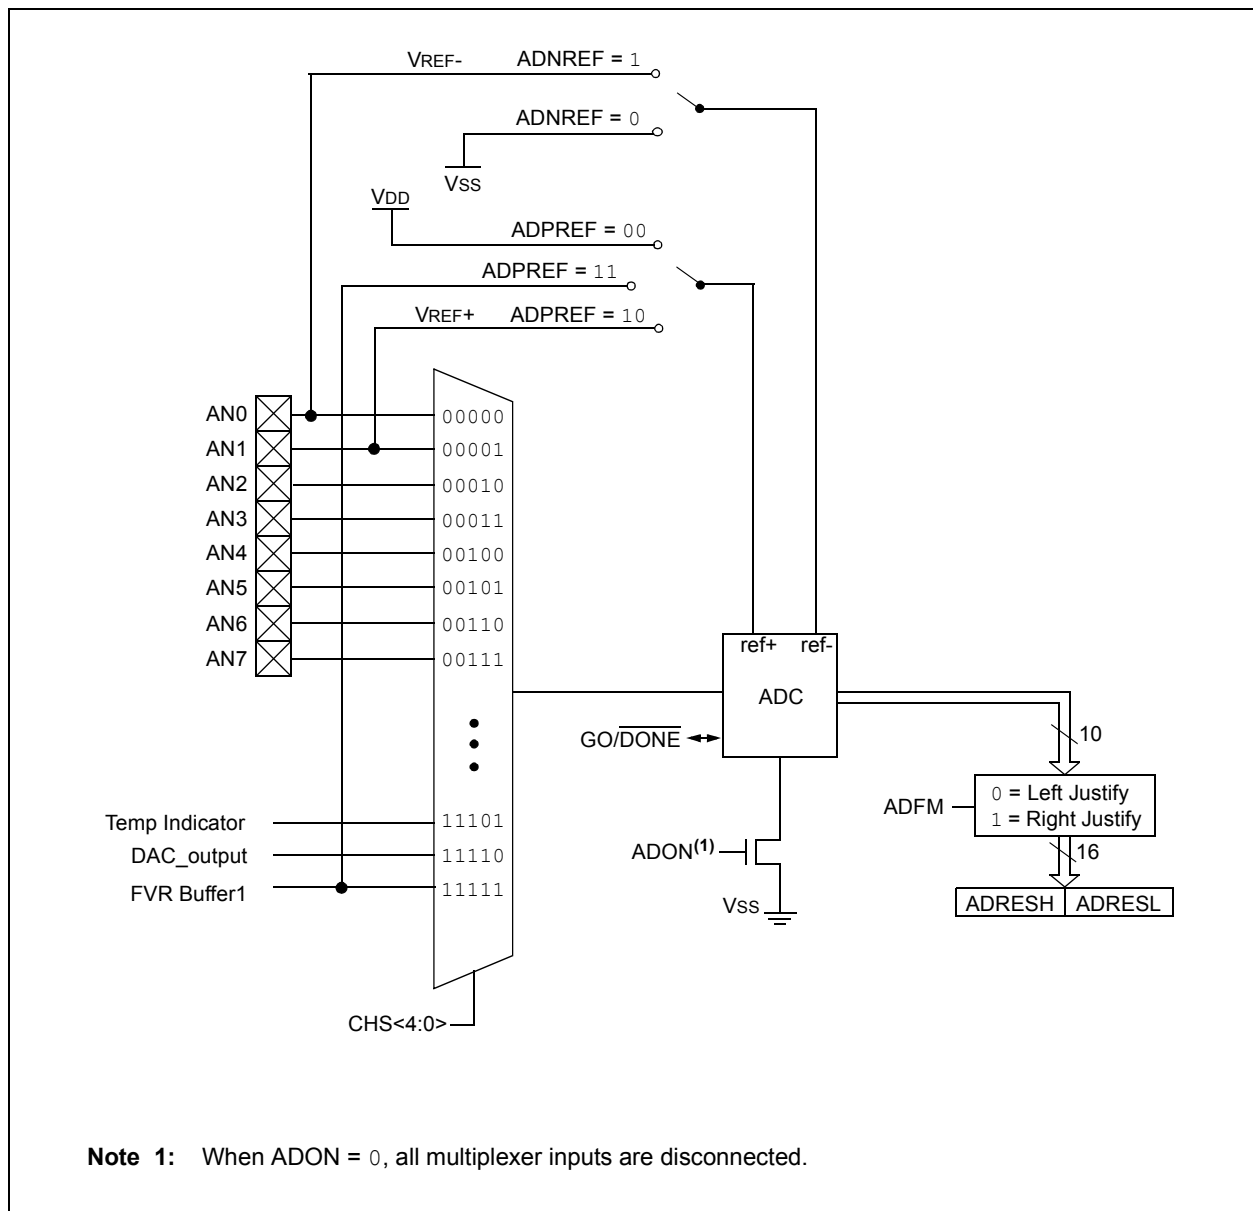 VREF- ADNREF = 1
ADNREF = 0
VSS
VDD
ADPREF = 00
ADPREF = 11
VREF+ ADPREF = 10
AN0 00000
AN1 00001
AN2 00010
AN3 00011
AN4 00100
AN5 00101
AN6 00110
AN7 00111
ref+ ref-
ADC
GO/DONE
10
ADFM
0 = Left Justify
1 = Right Justify
16
ADRESH ADRESL
Temp Indicator 11101
DAC_output 11110
FVR Buffer1 11111
ADON(1)
VSS
CHS<4:0>
Note 1: When ADON = 0, all multiplexer inputs are disconnected.